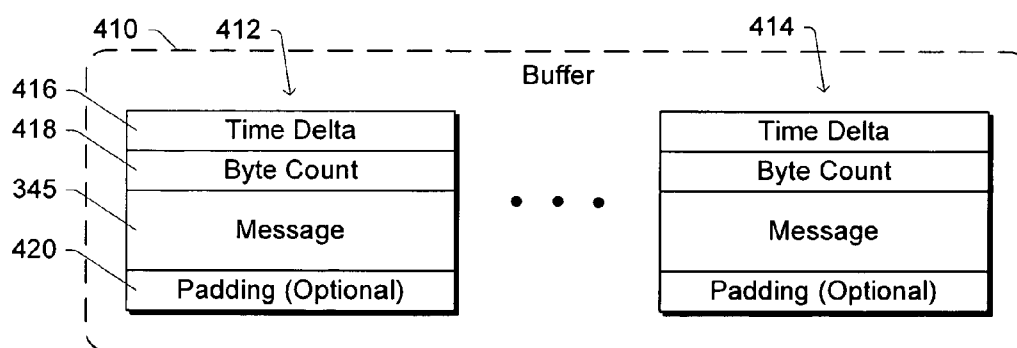 410
412
414
Buffer
416
Time Delta
Time Delta
418
Byte Count
Byte Count
345
Message
Message
420
Padding (Optional)
Padding (Optional)